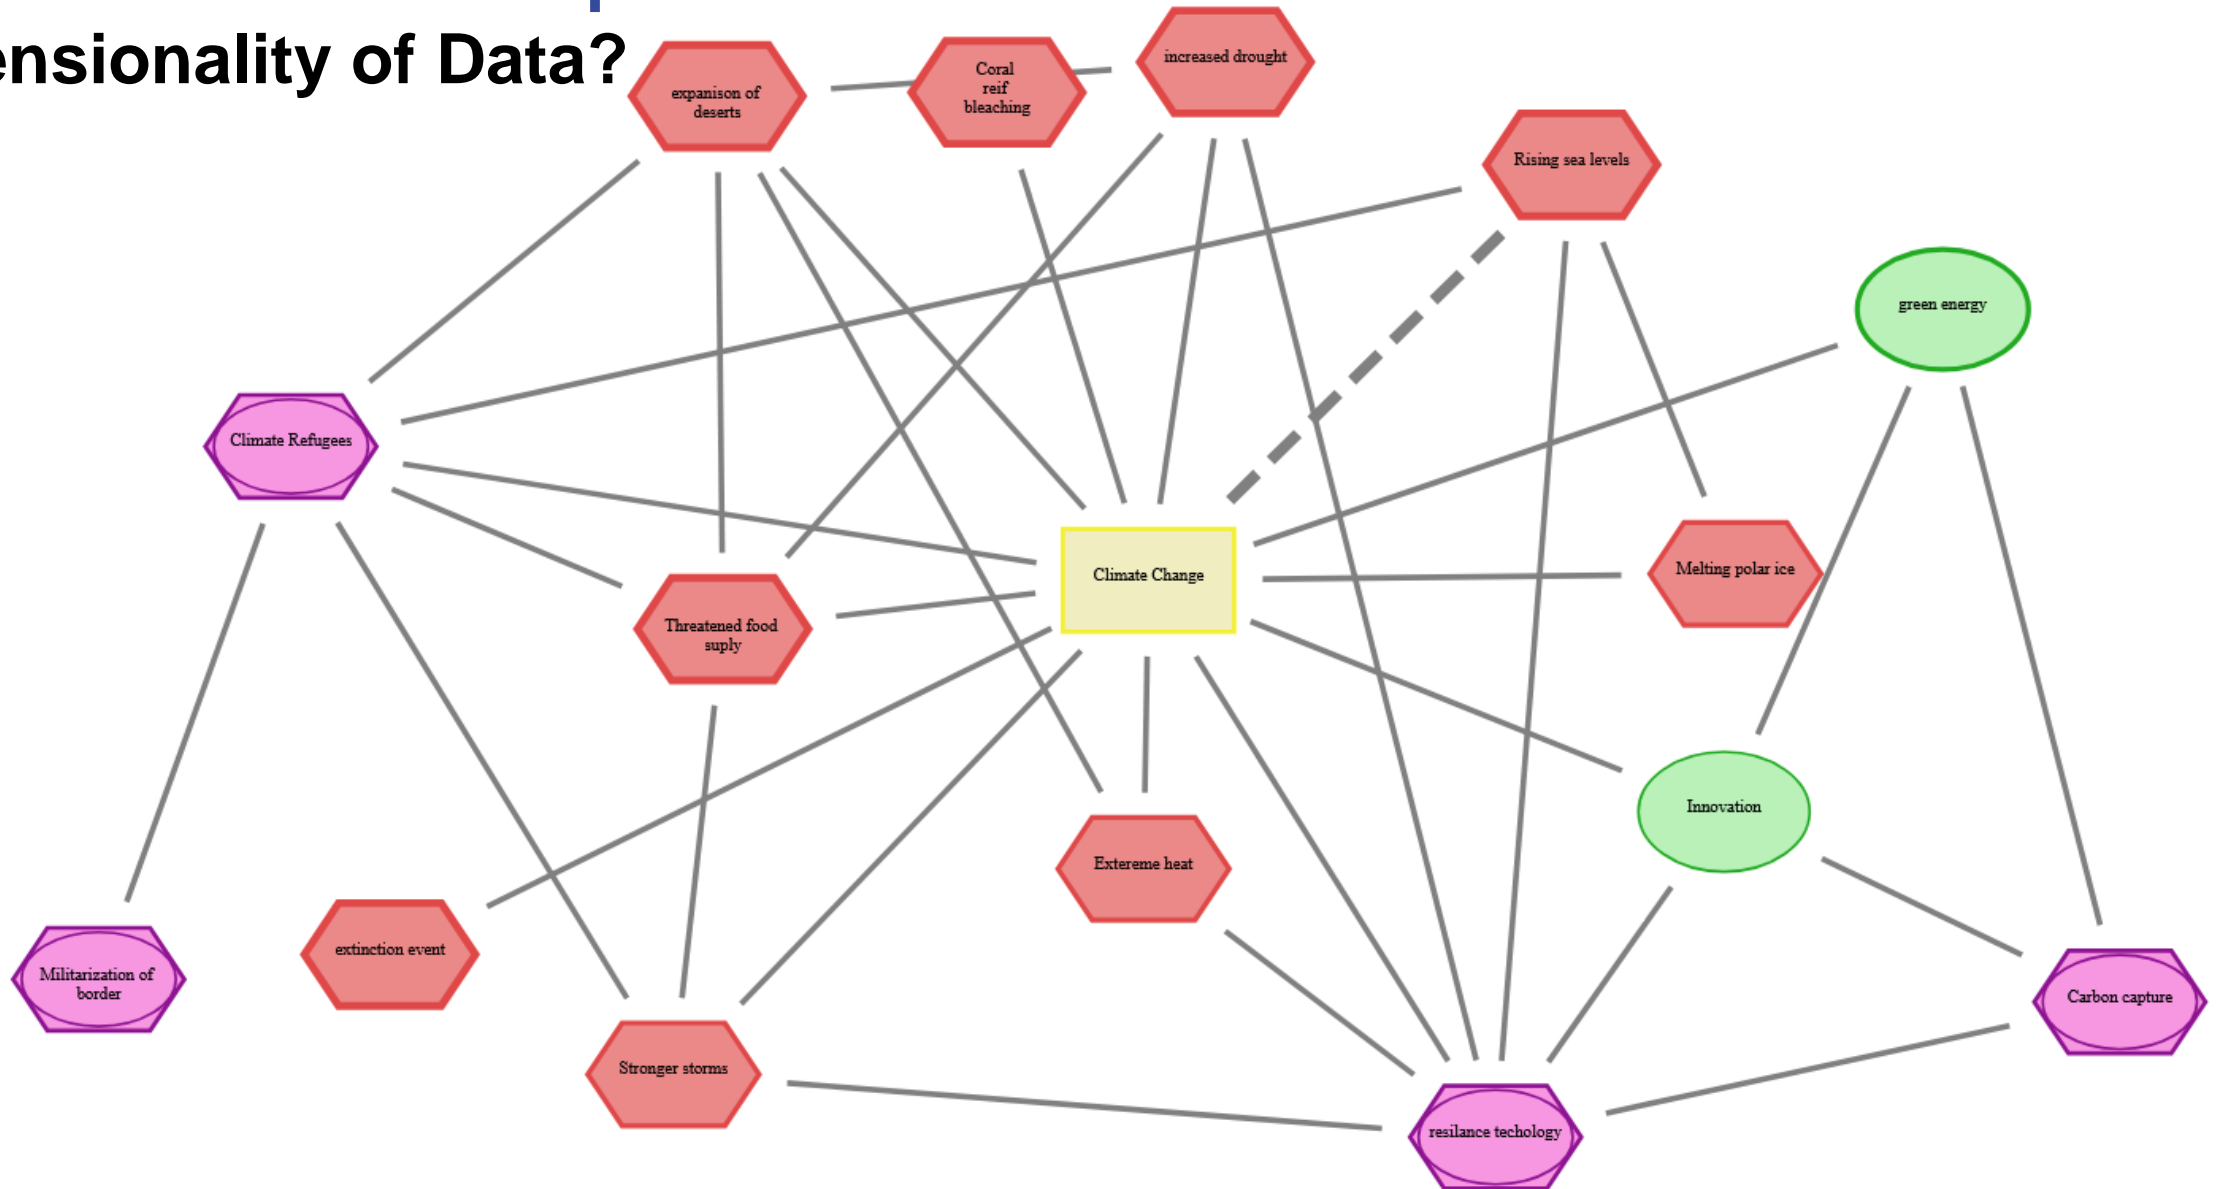 ensionality of Data?
expanison of
deserts
Coral
reif
bleaching
increased drought
Rising sea levels
green energy
Climate Refugees
Climate Change
Melting polar ice
Threatened food
suply
Innovation
Extereme heat
extinction event
Militarization of
border
Carbon capture
Stronger storms
resilance techology